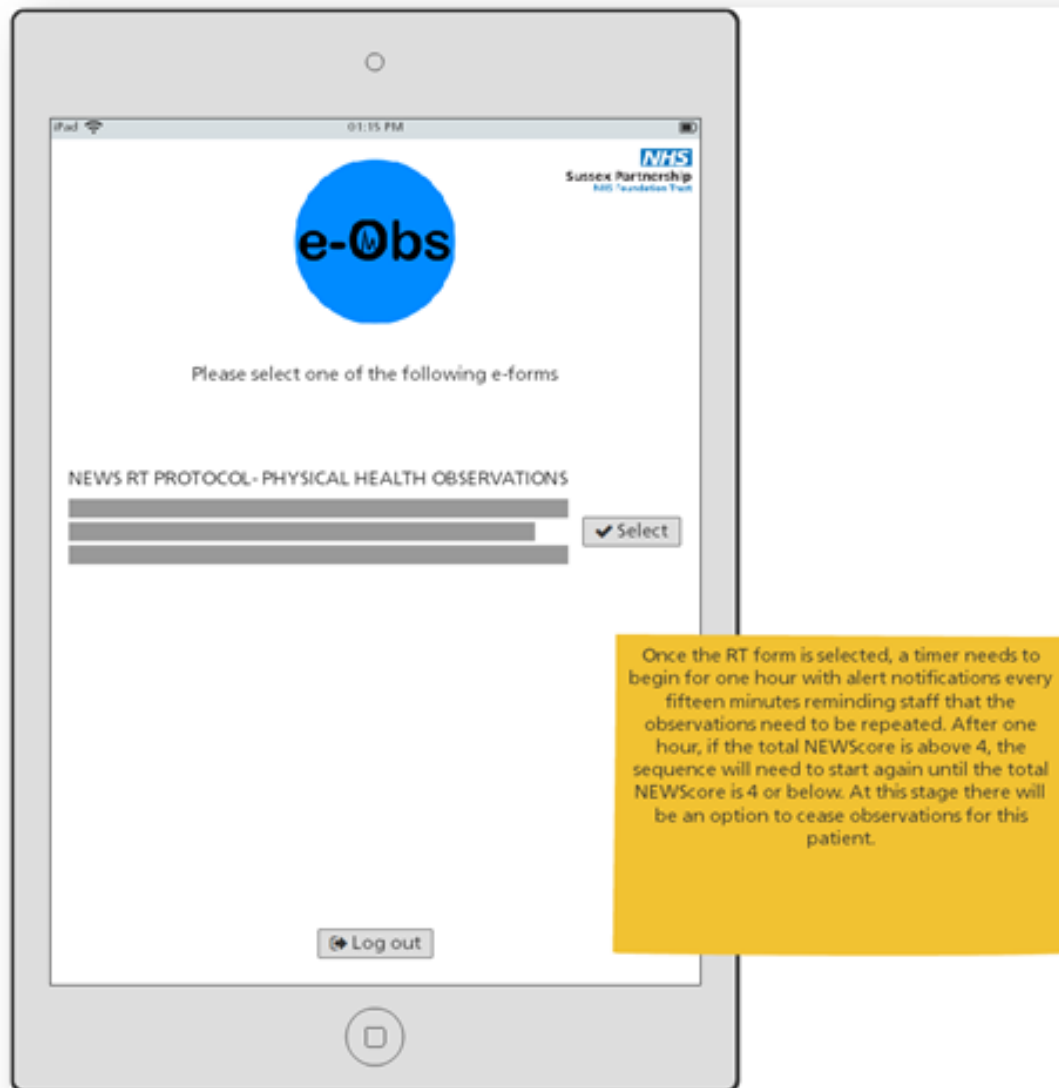 iPad 01:15 PM
NHS
Sussex Partnership
NHS Foundation Trust
e-Obs
Please select one of the following e-forms
NEWS RT PROTOCOL- PHYSICAL HEALTH OBSERVATIONS
Select
Once the RT form is selected, a timer needs to
begin for one hour with alert notifications every
fifteen minutes reminding staff that the
observations need to be repeated. After one
hour, if the total NEWScore is above 4, the
sequence will need to start again until the total
NEWScore is 4 or below. At this stage there will
be an option to cease observations for this
patient.
Log out